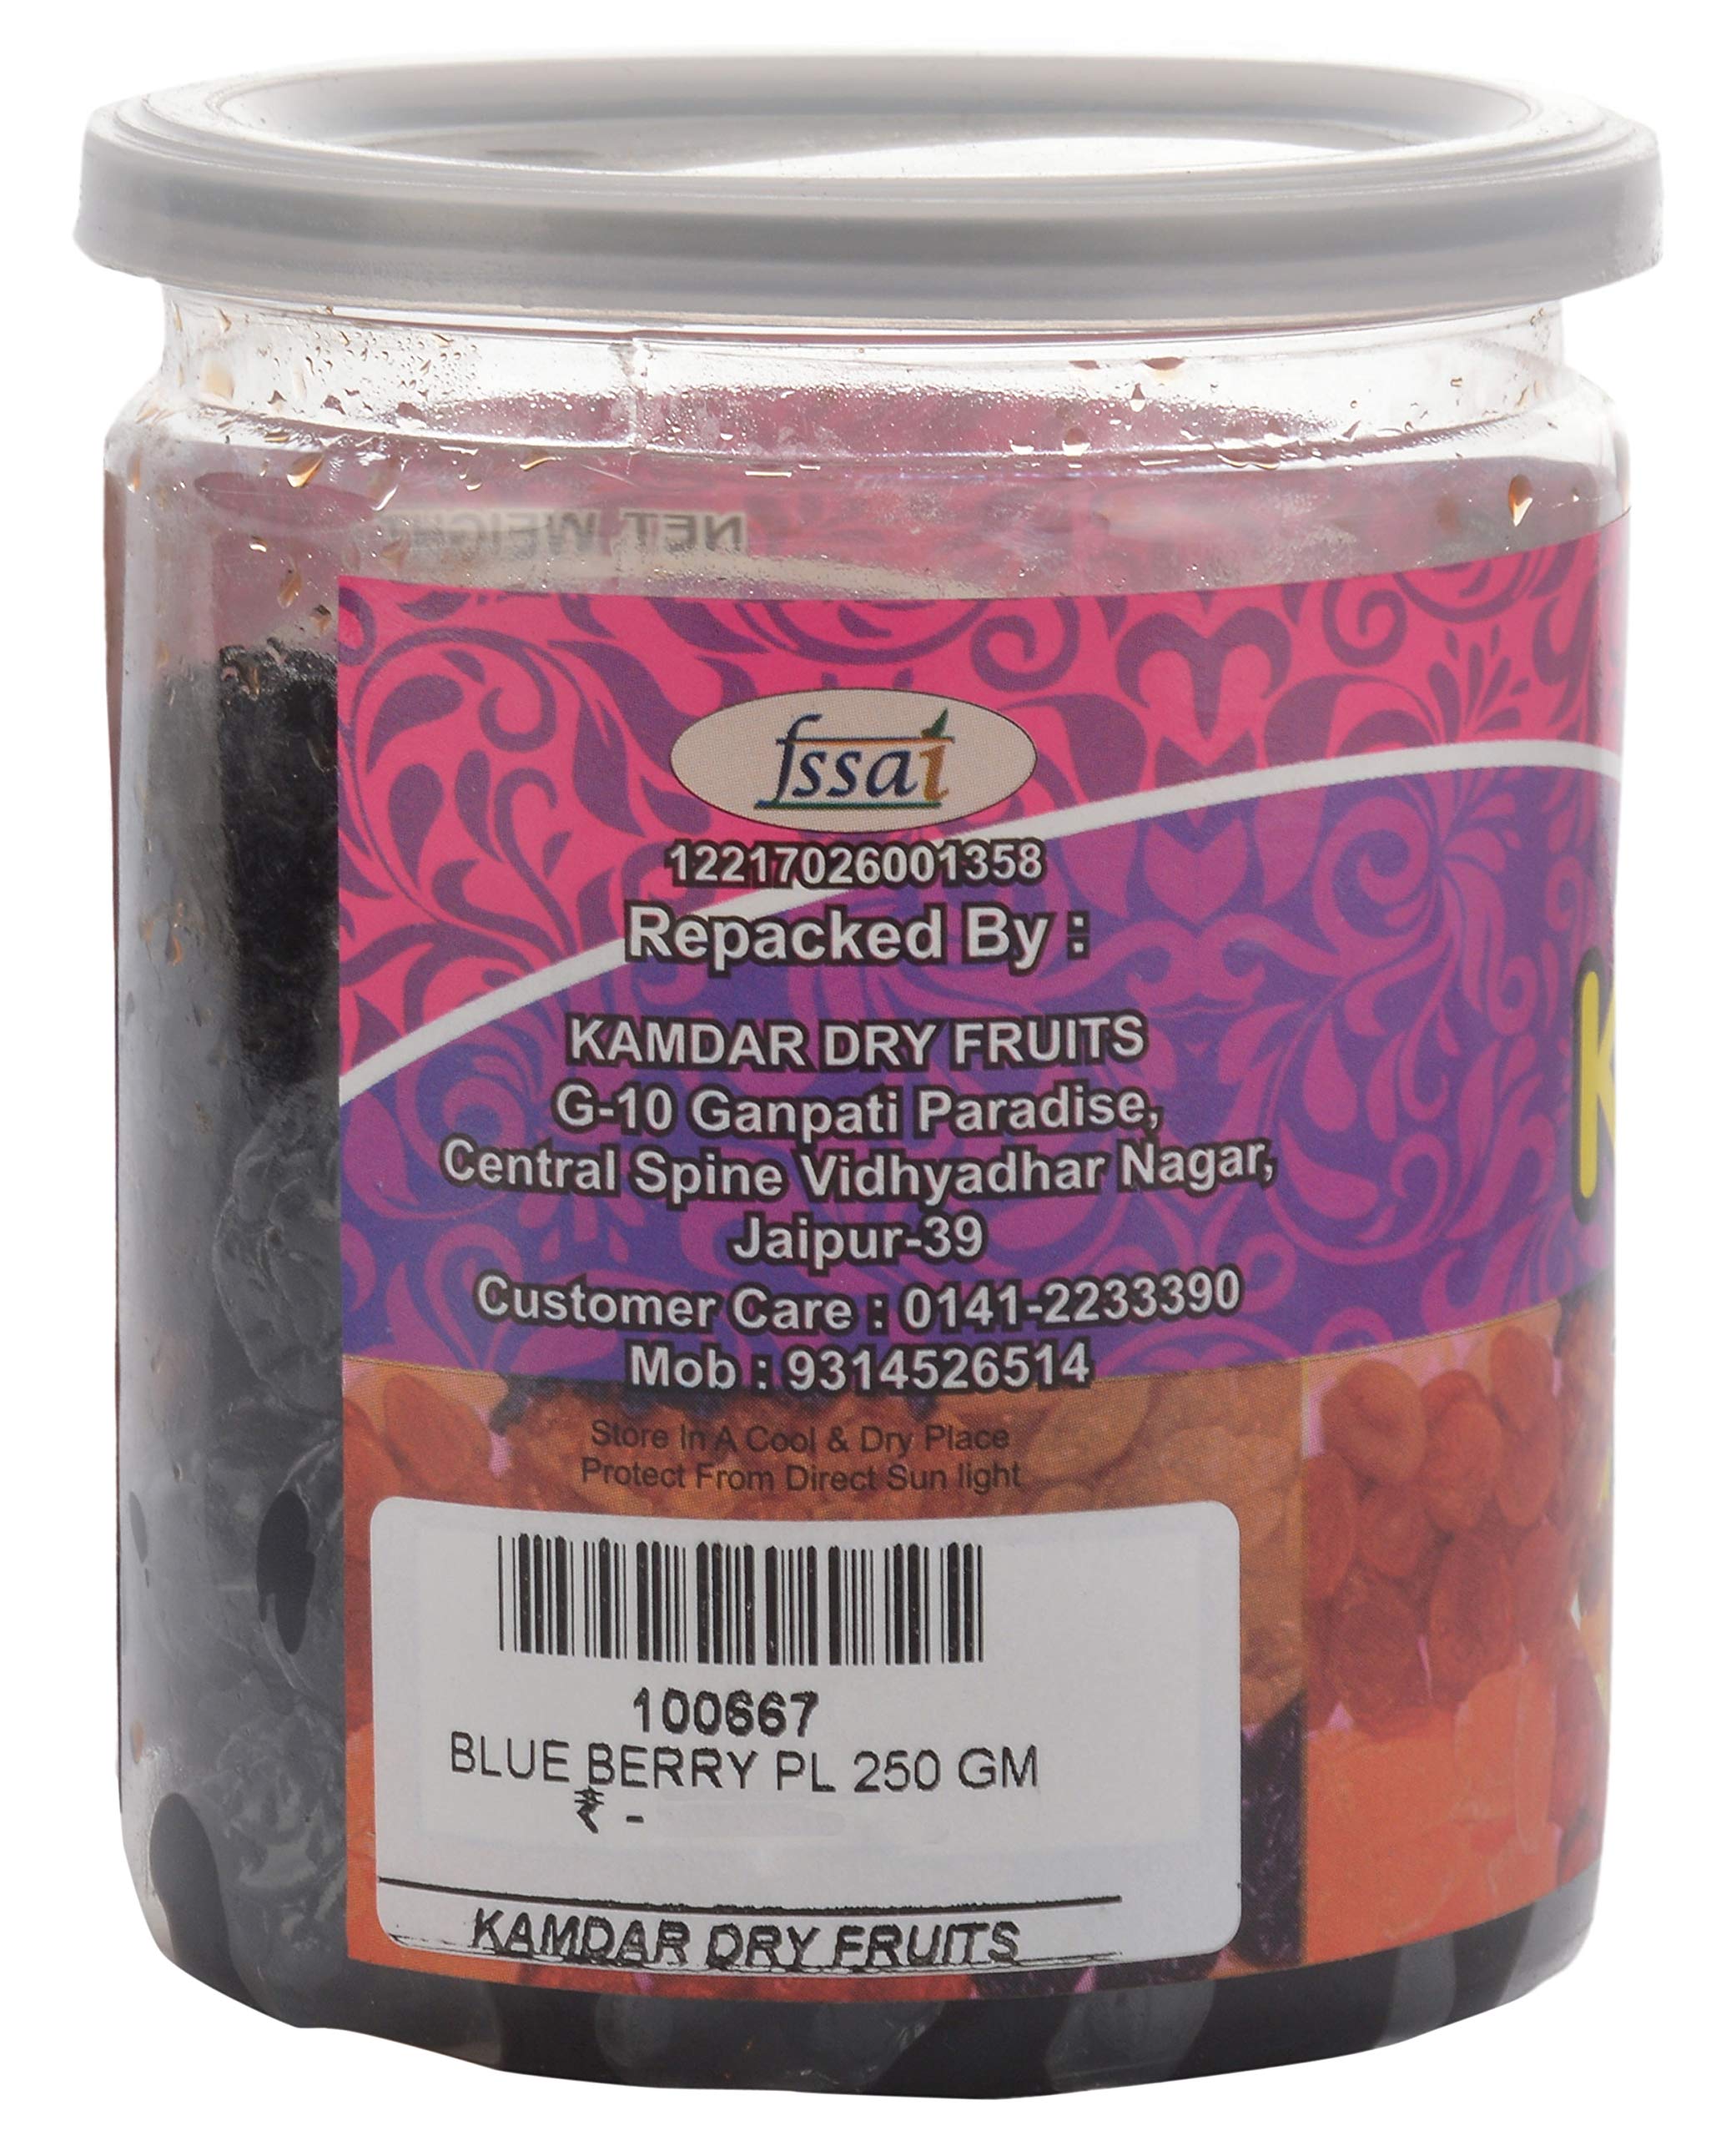 NET WEIGHT
fssai
12217026001358
Repacked By :
KAMDAR DRY FRUITS
G-10 Ganpati Paradise,
Central Spine Vidhyadhar Nagar,
Jaipur-39
Customer Care : 0141-2233390
Mob : 9314526514
Store In A Cool & Dry Place
Protect From Direct Sun light
100667
BLUE BERRY PL 250 GM
₹ -
KAMDAR DRY FRUITS
K